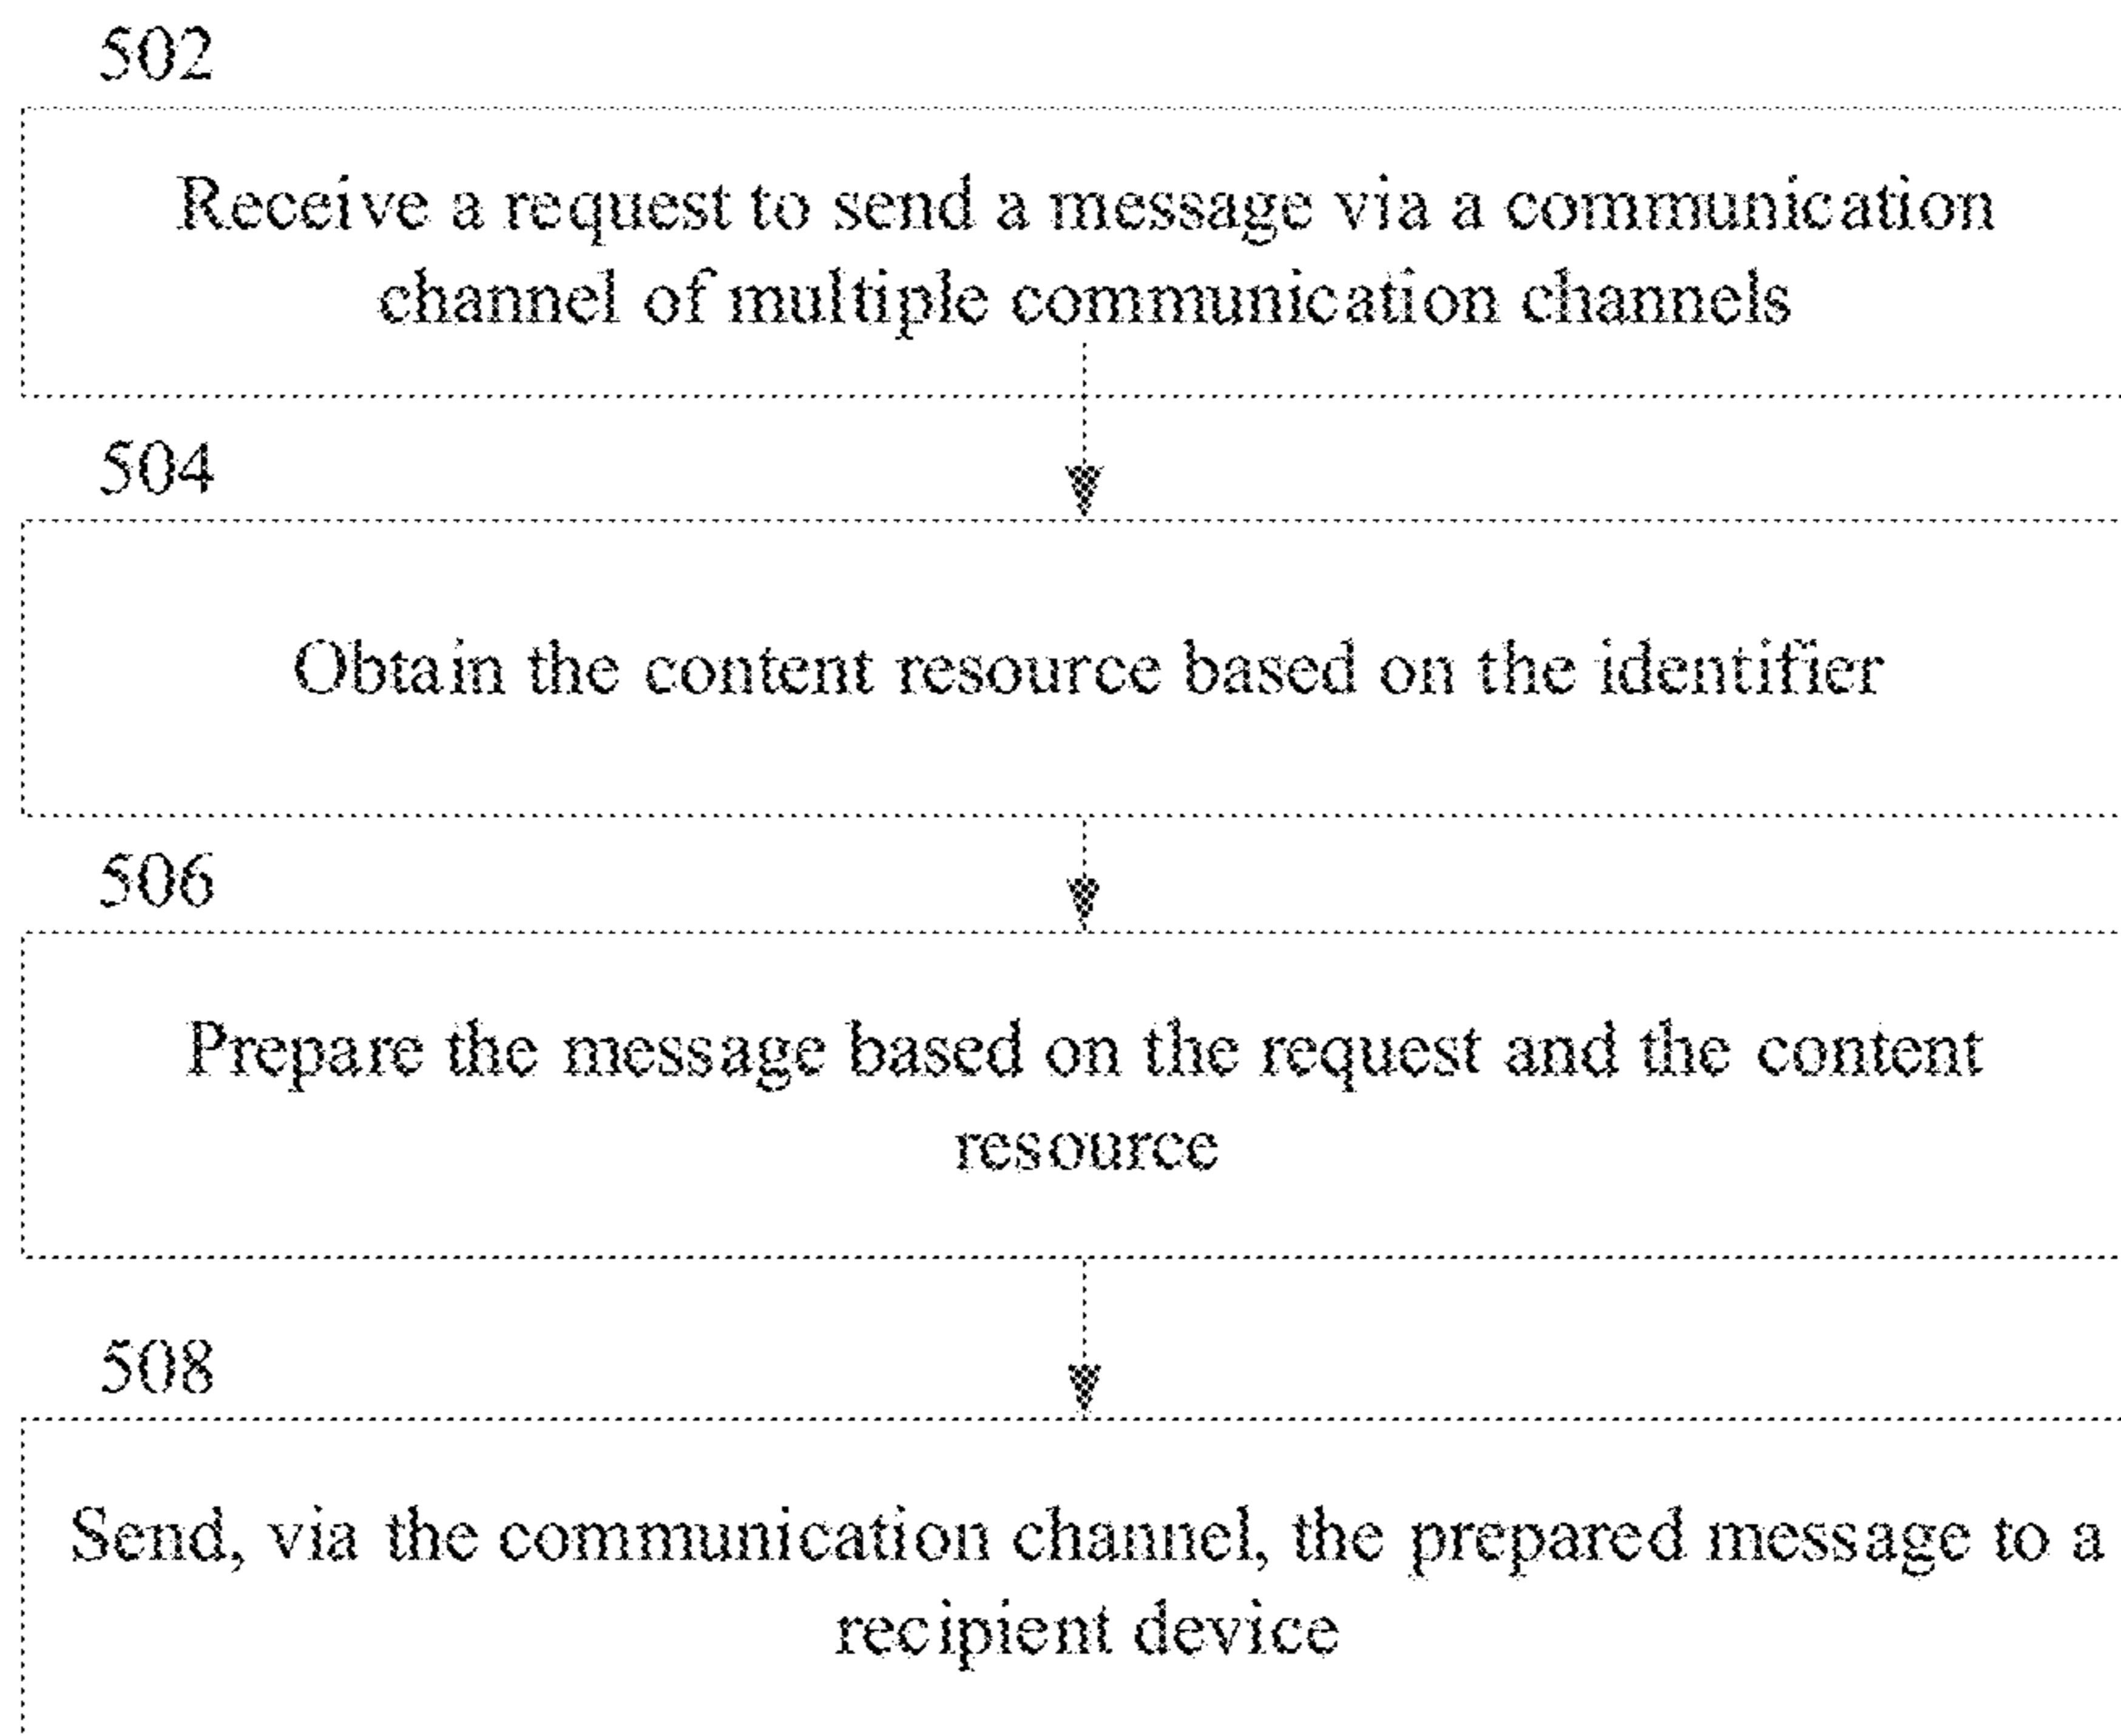 502
Receive a request to send a message via a communication
channel of multiple communication channels
504
Obtain the content resource based on the identifier
506
Prepare the message based on the request and the content
resource
508
Send, via the communication channel, the prepared message to a
recipient device